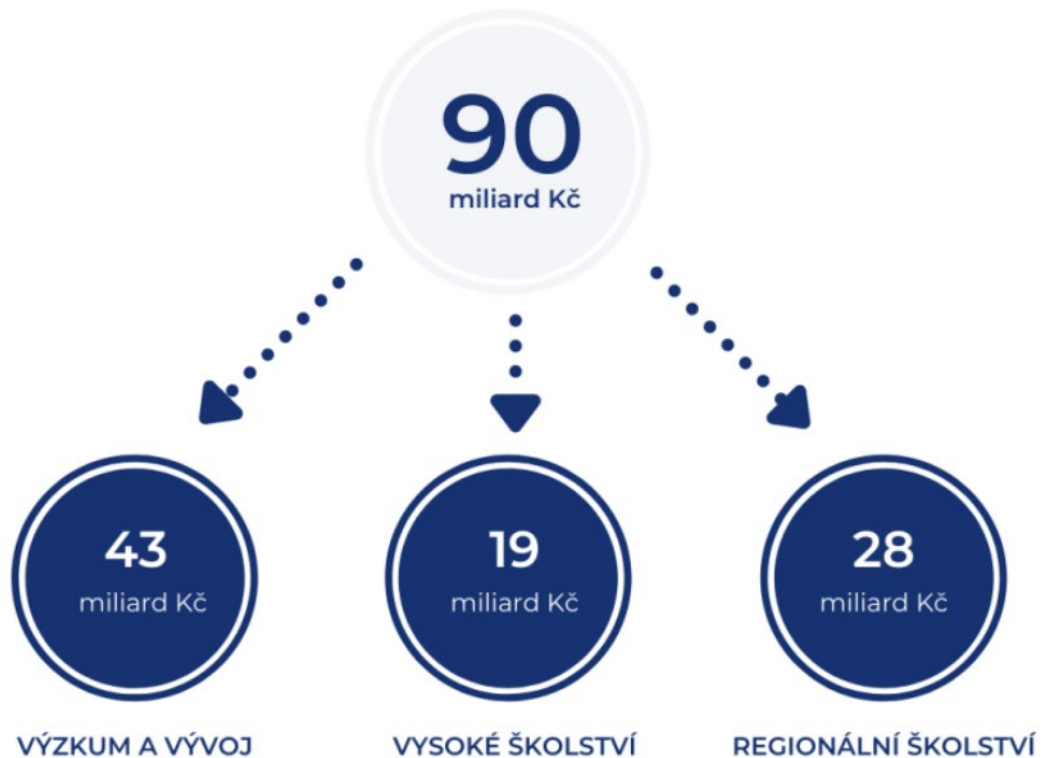 90
miliard Kč
43
miliard Kč
19
miliard Kč
28
miliard Kč
VÝZKUM A VÝVOJ
VYSOKÉ ŠKOLSTVÍ
REGIONÁLNÍ ŠKOLSTVÍ